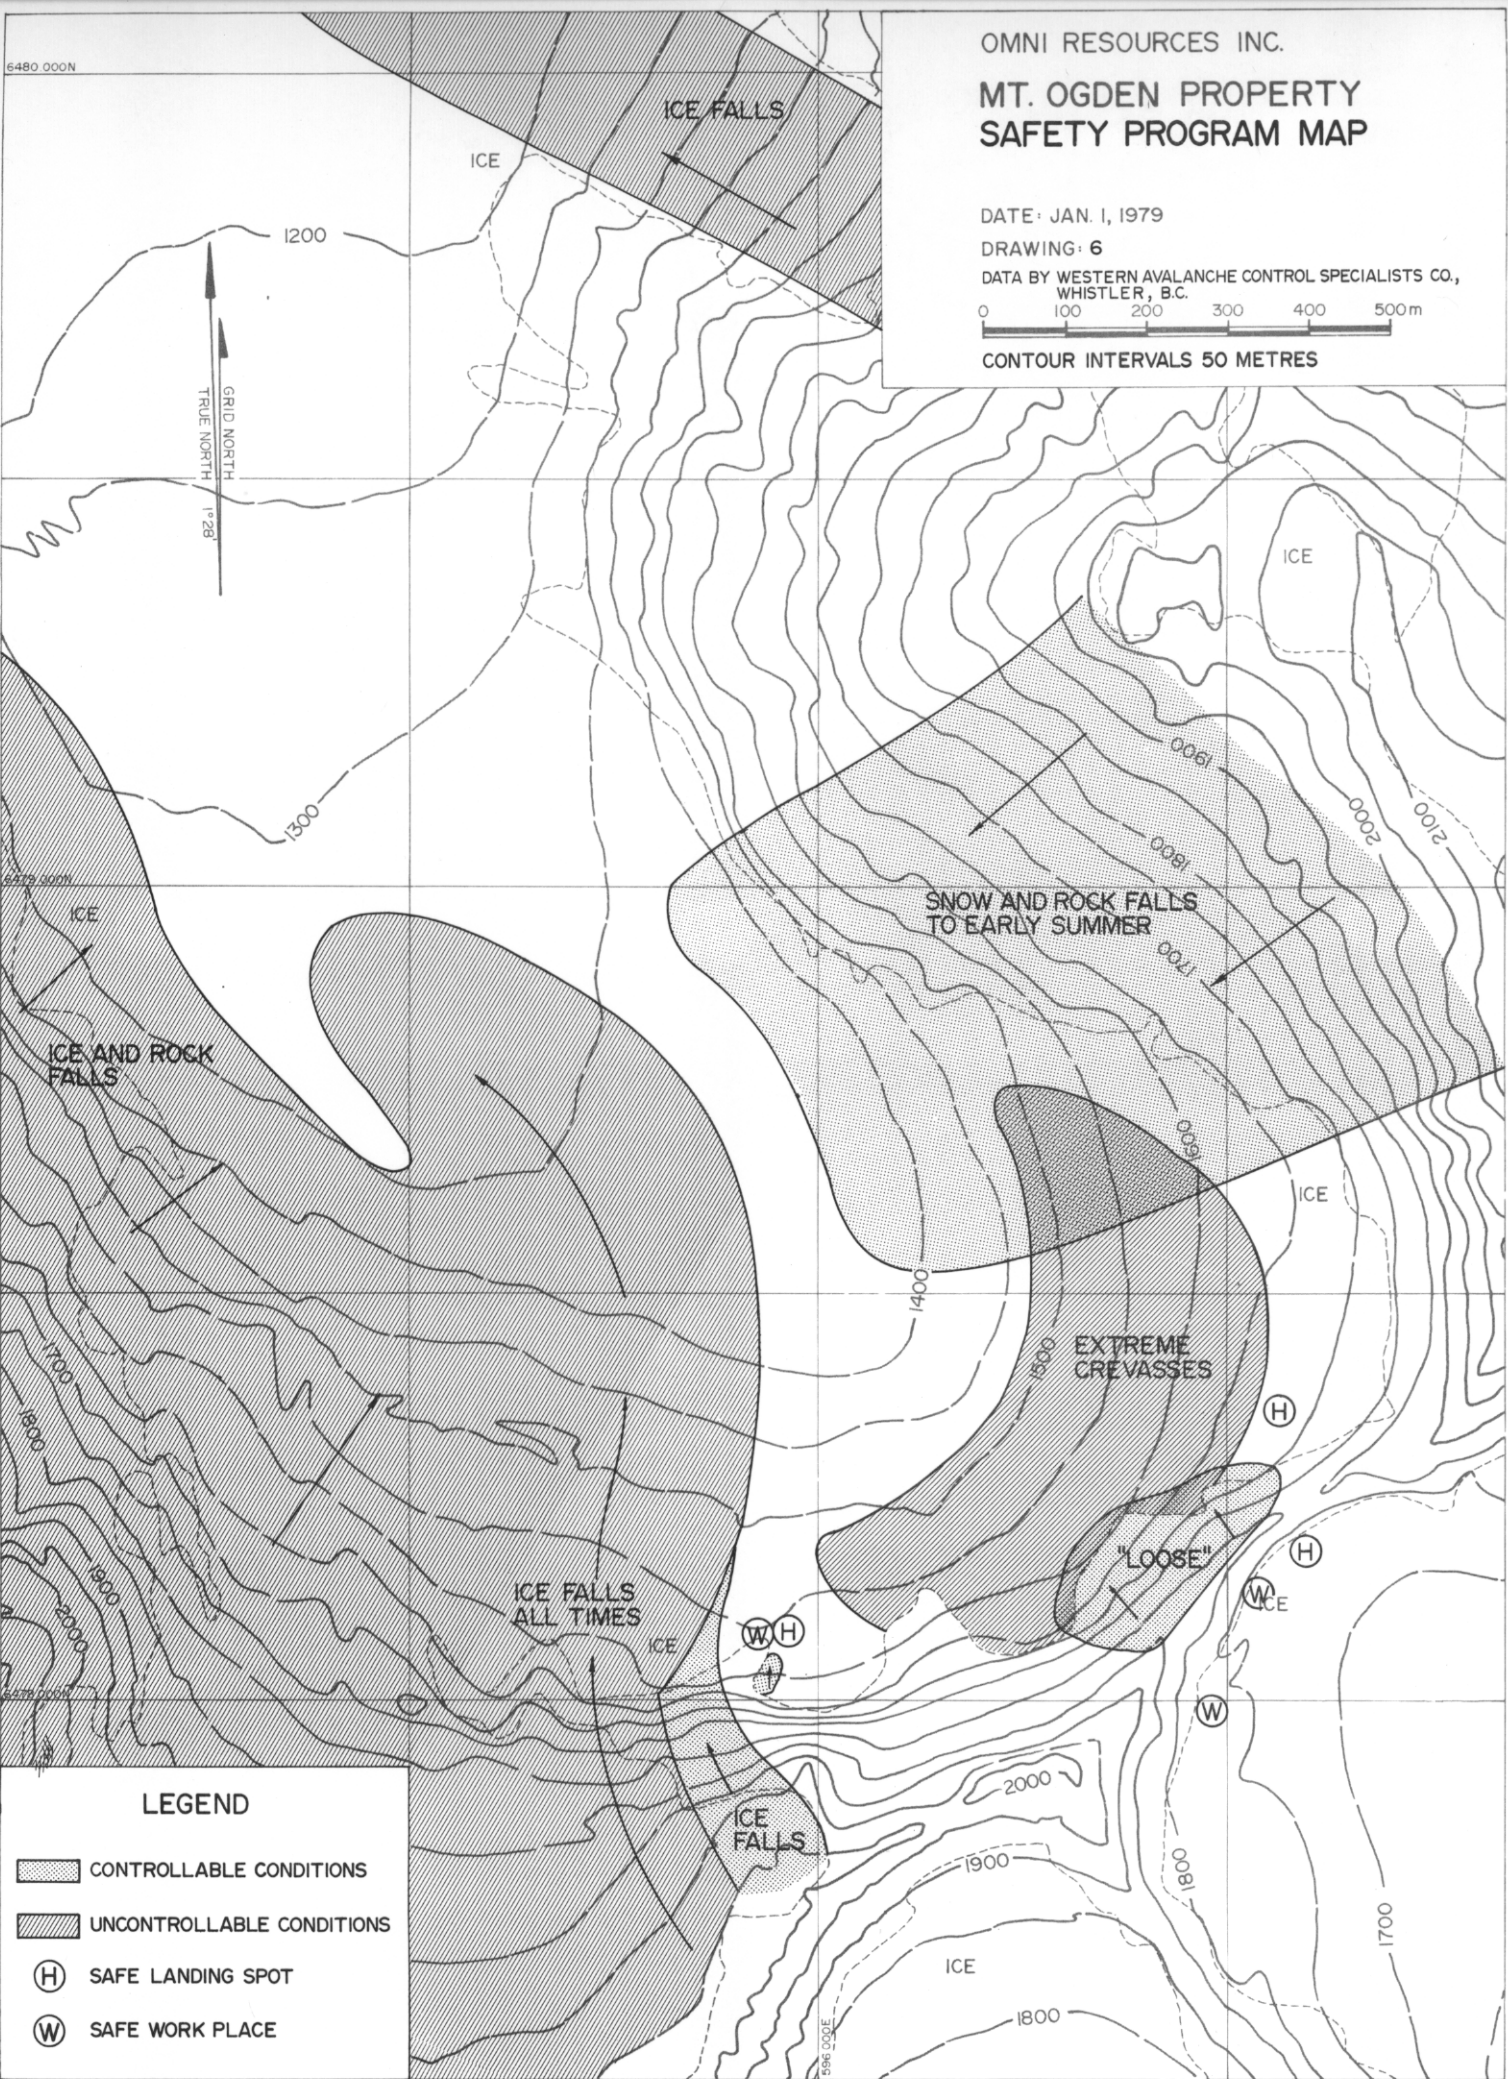 OMNI RESOURCES INC.
MT. OGDEN PROPERTY
SAFETY PROGRAM MAP
DATE: JAN. 1, 1979
DRAWING: 6
DATA BY WESTERN AVALANCHE CONTROL SPECIALISTS CO.,
WHISTLER, B.C.
0 100 200 300 400 500m
CONTOUR INTERVALS 50 METRES
6480 000N
ICE FALLS
ICE
1200
GRID NORTH
TRUE NORTH 1°28'
ICE
1900
1300
2000
2100
1800
6479 000N
ICE
SNOW AND ROCK FALLS
TO EARLY SUMMER
1700
ICE AND ROCK
FALLS
1600
ICE
1400
1500
EXTREME
CREVASSES
1700
1800
H
"LOOSE"
H
1900
2000
ICE FALLS
ALL TIMES
ICE
W H
W
ICE
6478 000N
W
2000
ICE
FALLS
1900
1800
1700
ICE
1800
596 000E
LEGEND
CONTROLLABLE CONDITIONS
UNCONTROLLABLE CONDITIONS
H SAFE LANDING SPOT
W SAFE WORK PLACE